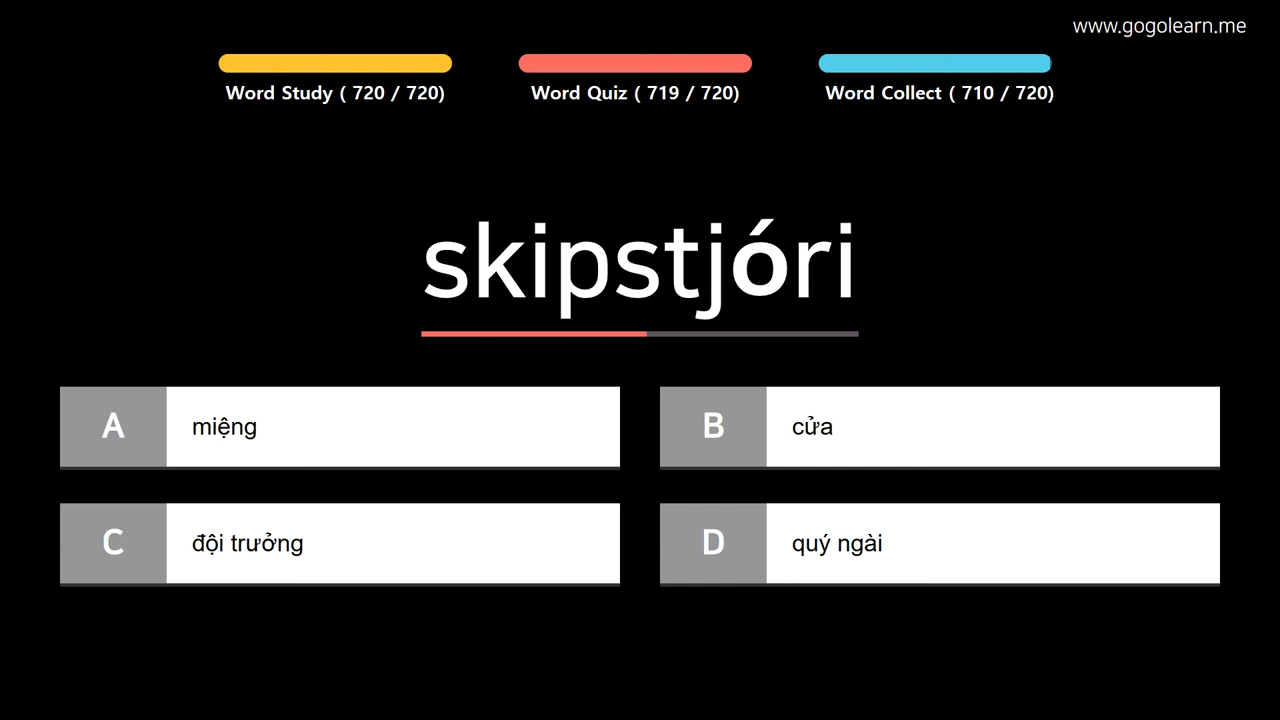 www.gogolearn.me
Word Study ( 720 / 720)
Word Quiz ( 719 / 720)
Word Collect ( 710 / 720)
skipstjóri
A miệng
B cửa
C đội trưởng
D quý ngài